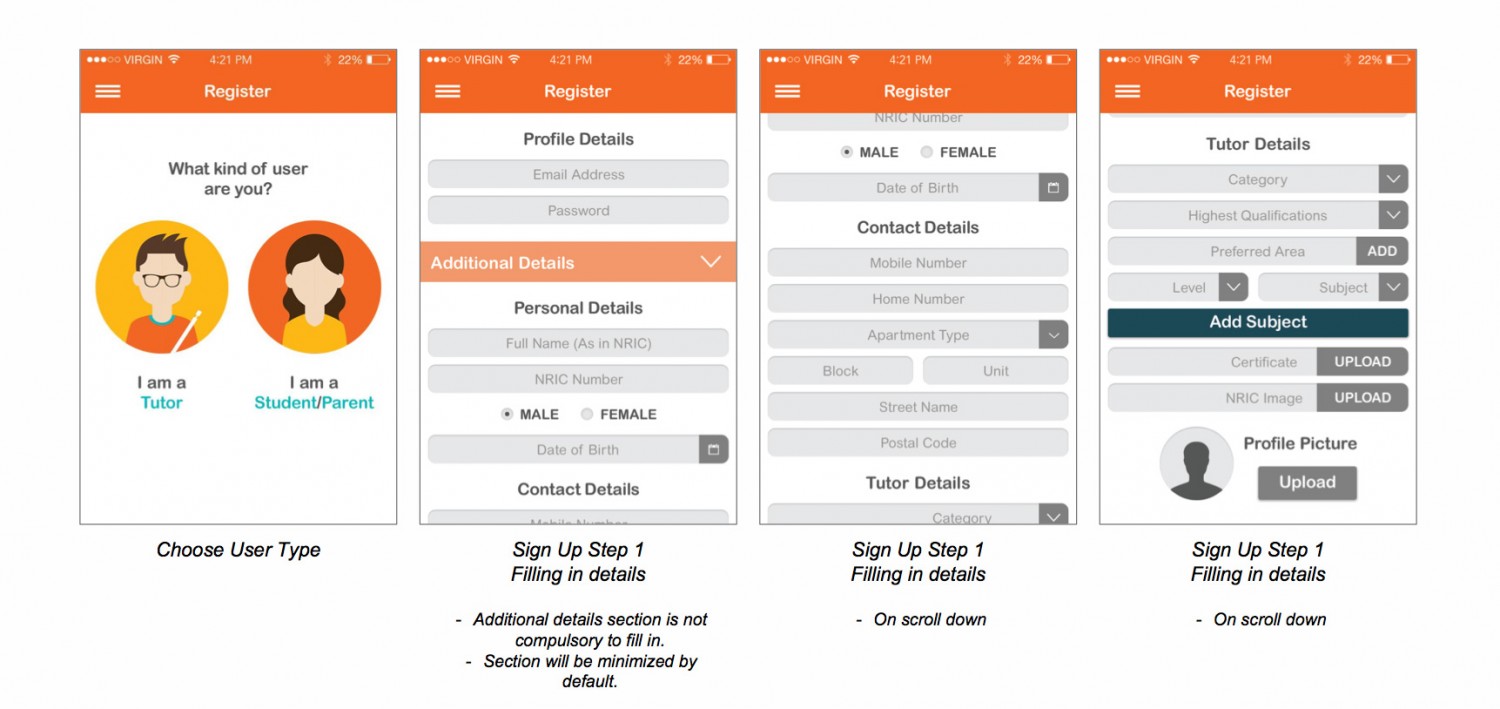 VIRGIN 4:21 PM 22%
Register
What kind of user
are you?
I am a
Tutor
I am a
Student/Parent
Choose User Type
VIRGIN 4:21 PM 22%
Register
Profile Details
Email Address
Password
Additional Details
Personal Details
Full Name (As in NRIC)
NRIC Number
MALE FEMALE
Date of Birth
Contact Details
Mobile Number
Sign Up Step 1
Filling in details
- Additional details section is not
compulsory to fill in.
- Section will be minimized by
default.
VIRGIN 4:21 PM 22%
Register
NRIC Number
MALE FEMALE
Date of Birth
Contact Details
Mobile Number
Home Number
Apartment Type
Block Unit
Street Name
Postal Code
Tutor Details
Category
Sign Up Step 1
Filling in details
- On scroll down
VIRGIN 4:21 PM 22%
Register
Tutor Details
Category
Highest Qualifications
Preferred Area ADD
Level Subject
Add Subject
Certificate UPLOAD
NRIC Image UPLOAD
Profile Picture
Upload
Sign Up Step 1
Filling in details
- On scroll down